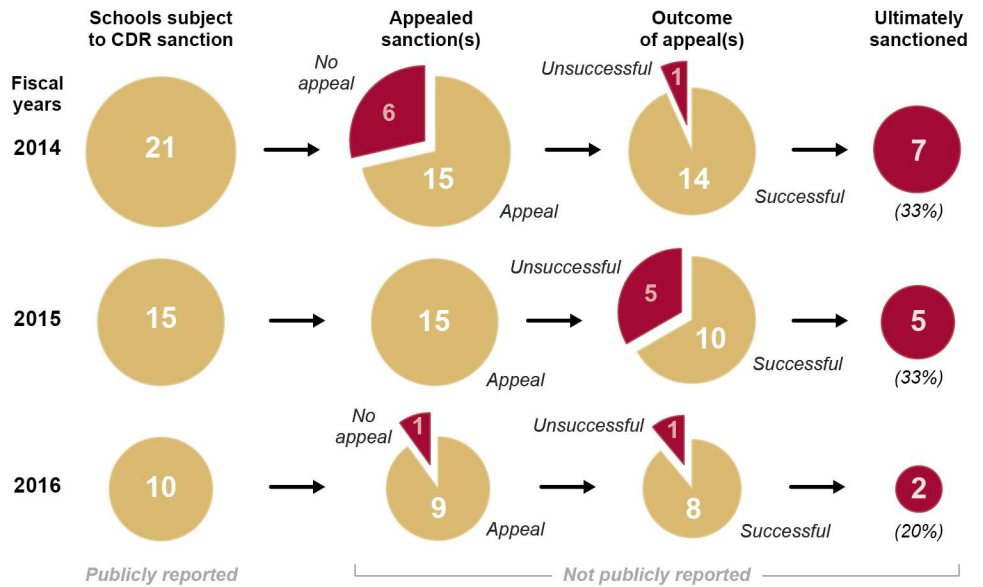 Schools subject
to CDR sanction
Appealed
sanction(s)
Outcome
of appeal(s)
Ultimately
sanctioned
Fiscal
years
2014
21
No
appeal
6
15
Appeal
Unsuccessful
1
14
Successful
7
(33%)
2015
15
15
Appeal
Unsuccessful
5
10
Successful
5
(33%)
2016
10
No
appeal
1
9
Appeal
Unsuccessful
1
8
Successful
2
(20%)
Publicly reported
Not publicly reported